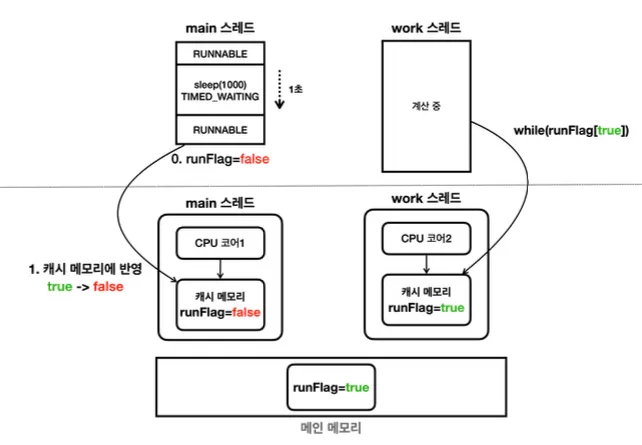 main 스레드
work 스레드
RUNNABLE
sleep(1000)
TIMED_WAITING
1초
RUNNABLE
계산 중
while(runFlag[true])
0. runFlag=false
main 스레드
work 스레드
CPU 코어1
CPU 코어2
1. 캐시 메모리에 반영
true -> false
캐시 메모리
runFlag=false
캐시 메모리
runFlag=true
runFlag=true
메인 메모리